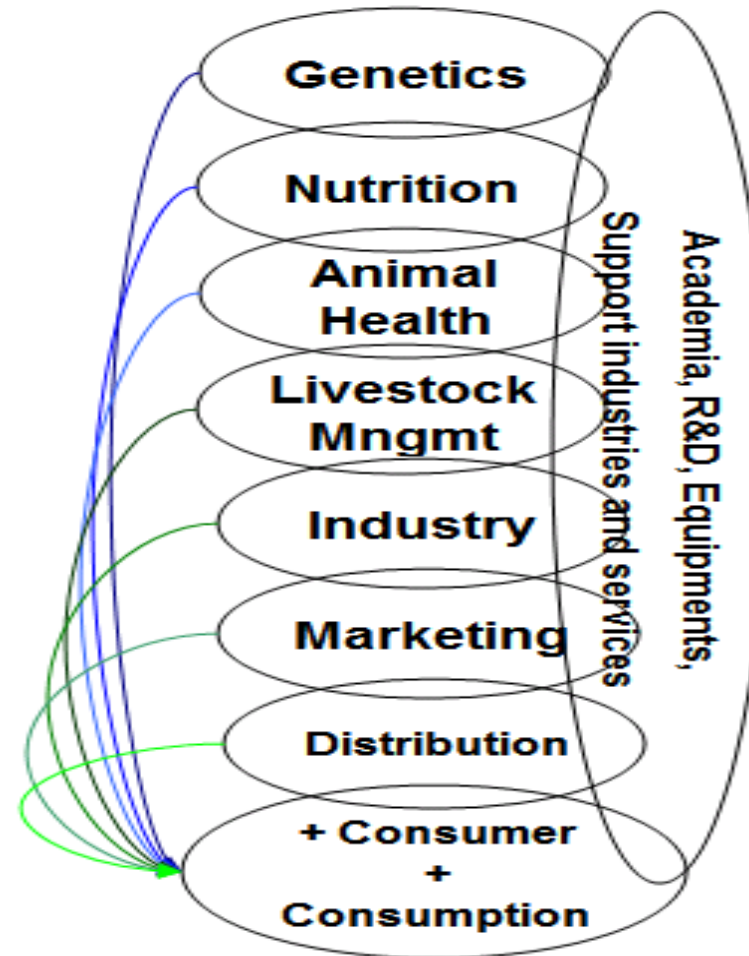 Genetics
Nutrition
Animal
Health
Livestock
Mngmt
Industry
Marketing
Distribution
+ Consumer
+
Consumption
Academia, R&D, Equipments,
Support industries and services